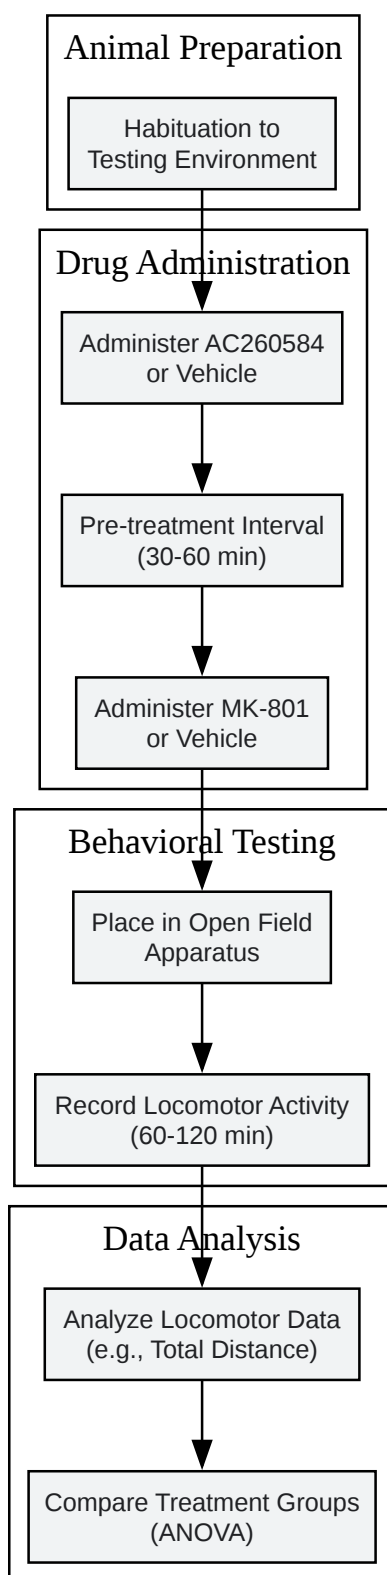 Animal Preparation
Habituation to
Testing Environment
Drug Administration
Administer AC260584
or Vehicle
Pre-treatment Interval
(30-60 min)
Administer MK-801
or Vehicle
Behavioral Testing
Place in Open Field
Apparatus
Record Locomotor Activity
(60-120 min)
Data Analysis
Analyze Locomotor Data
(e.g., Total Distance)
Compare Treatment Groups
(ANOVA)